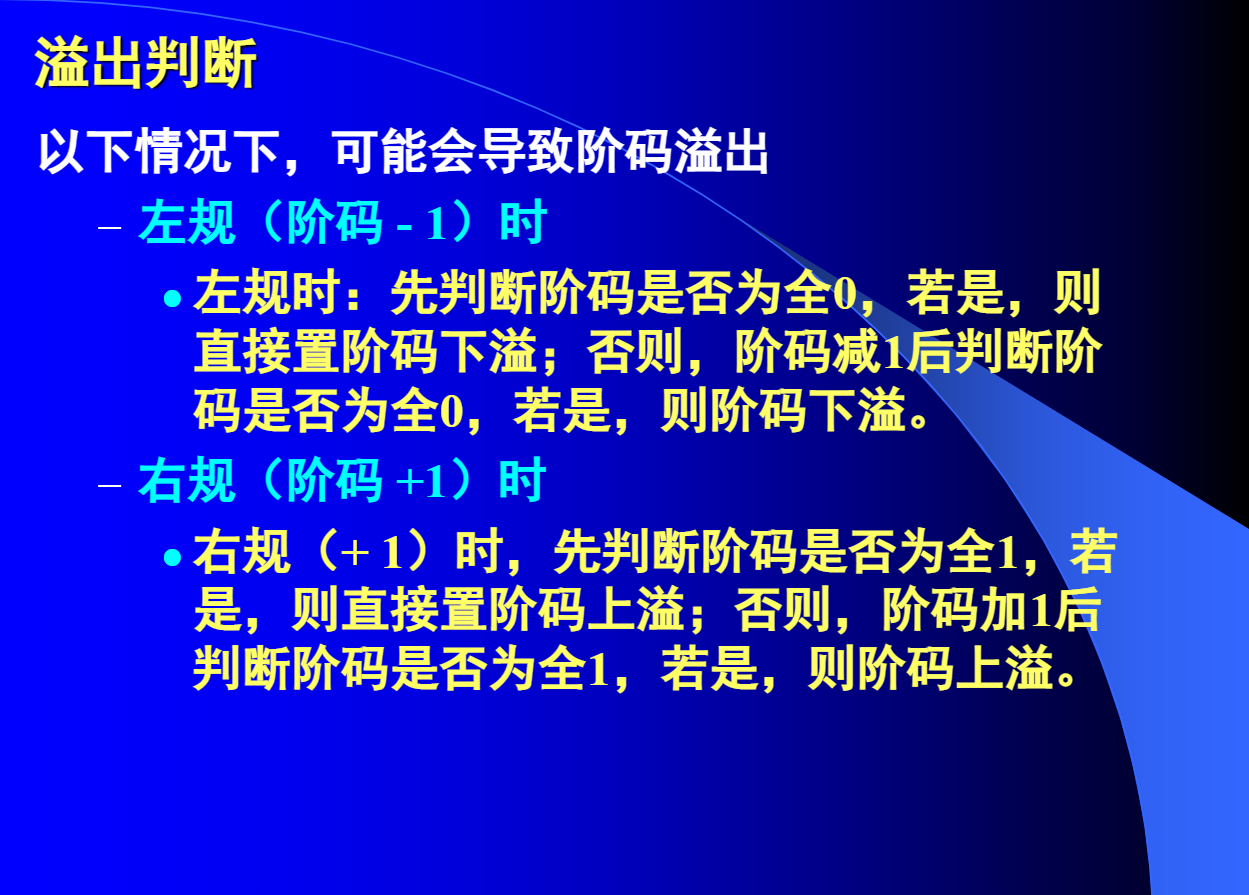 溢出判断
以下情况下，可能会导致阶码溢出
– 左规（阶码 - 1）时
● 左规时：先判断阶码是否为全0，若是，则
直接置阶码下溢；否则，阶码减1后判断阶
码是否为全0，若是，则阶码下溢。
– 右规（阶码 +1）时
● 右规（+ 1）时，先判断阶码是否为全1，若
是，则直接置阶码上溢；否则，阶码加1后
判断阶码是否为全1，若是，则阶码上溢。